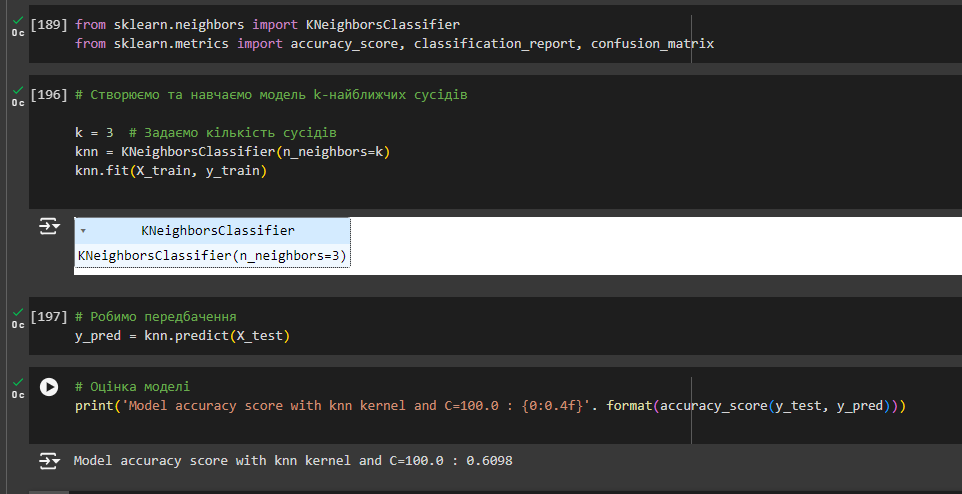 [189] from sklearn.neighbors import KNeighborsClassifier
0с
from sklearn.metrics import accuracy_score, classification_report, confusion_matrix
[196] # Створюємо та навчаємо модель k-найближчих сусідів
0с
k = 3  # Задаємо кількість сусідів
knn = KNeighborsClassifier(n_neighbors=k)
knn.fit(X_train, y_train)
KNeighborsClassifier
KNeighborsClassifier(n_neighbors=3)
[197] # Робимо передбачення
0с
y_pred = knn.predict(X_test)
# Оцінка моделі
0с
print('Model accuracy score with knn kernel and C=100.0 : {0:0.4f}'. format(accuracy_score(y_test, y_pred)))
Model accuracy score with knn kernel and C=100.0 : 0.6098